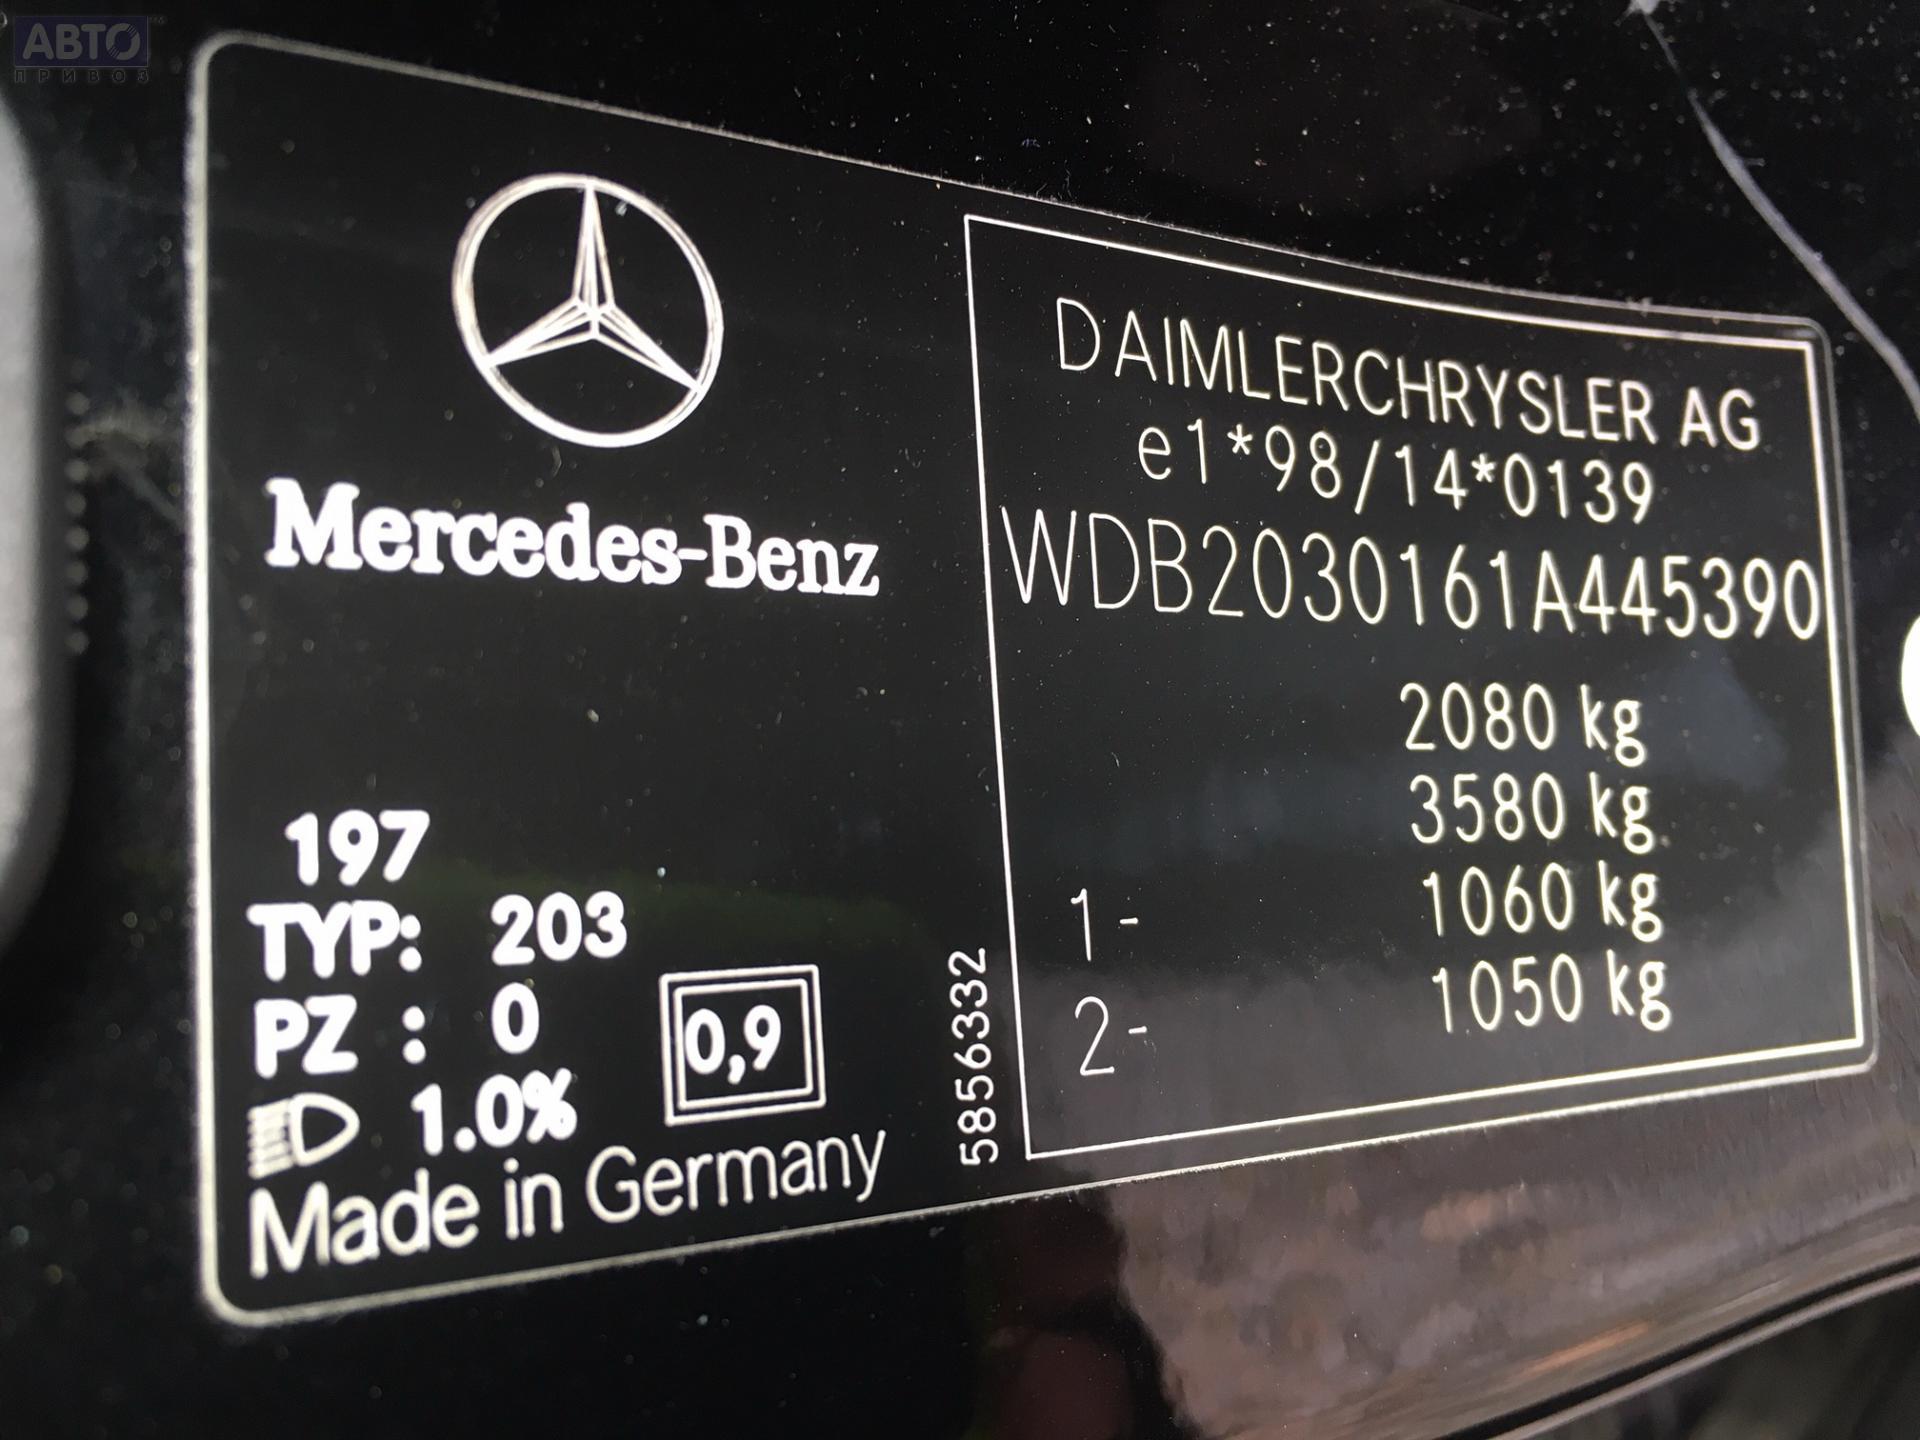 АВТО
ПРИВОЗ
Mercedes-Benz
197
TYP: 203
PZ : 0
1.0%
0,9
Made in Germany
5856332
DAIMLERCHRYSLER AG
e1*98/14*0139
WDB2030161A445390
2080 kg
3580 kg
1- 1060 kg
2- 1050 kg